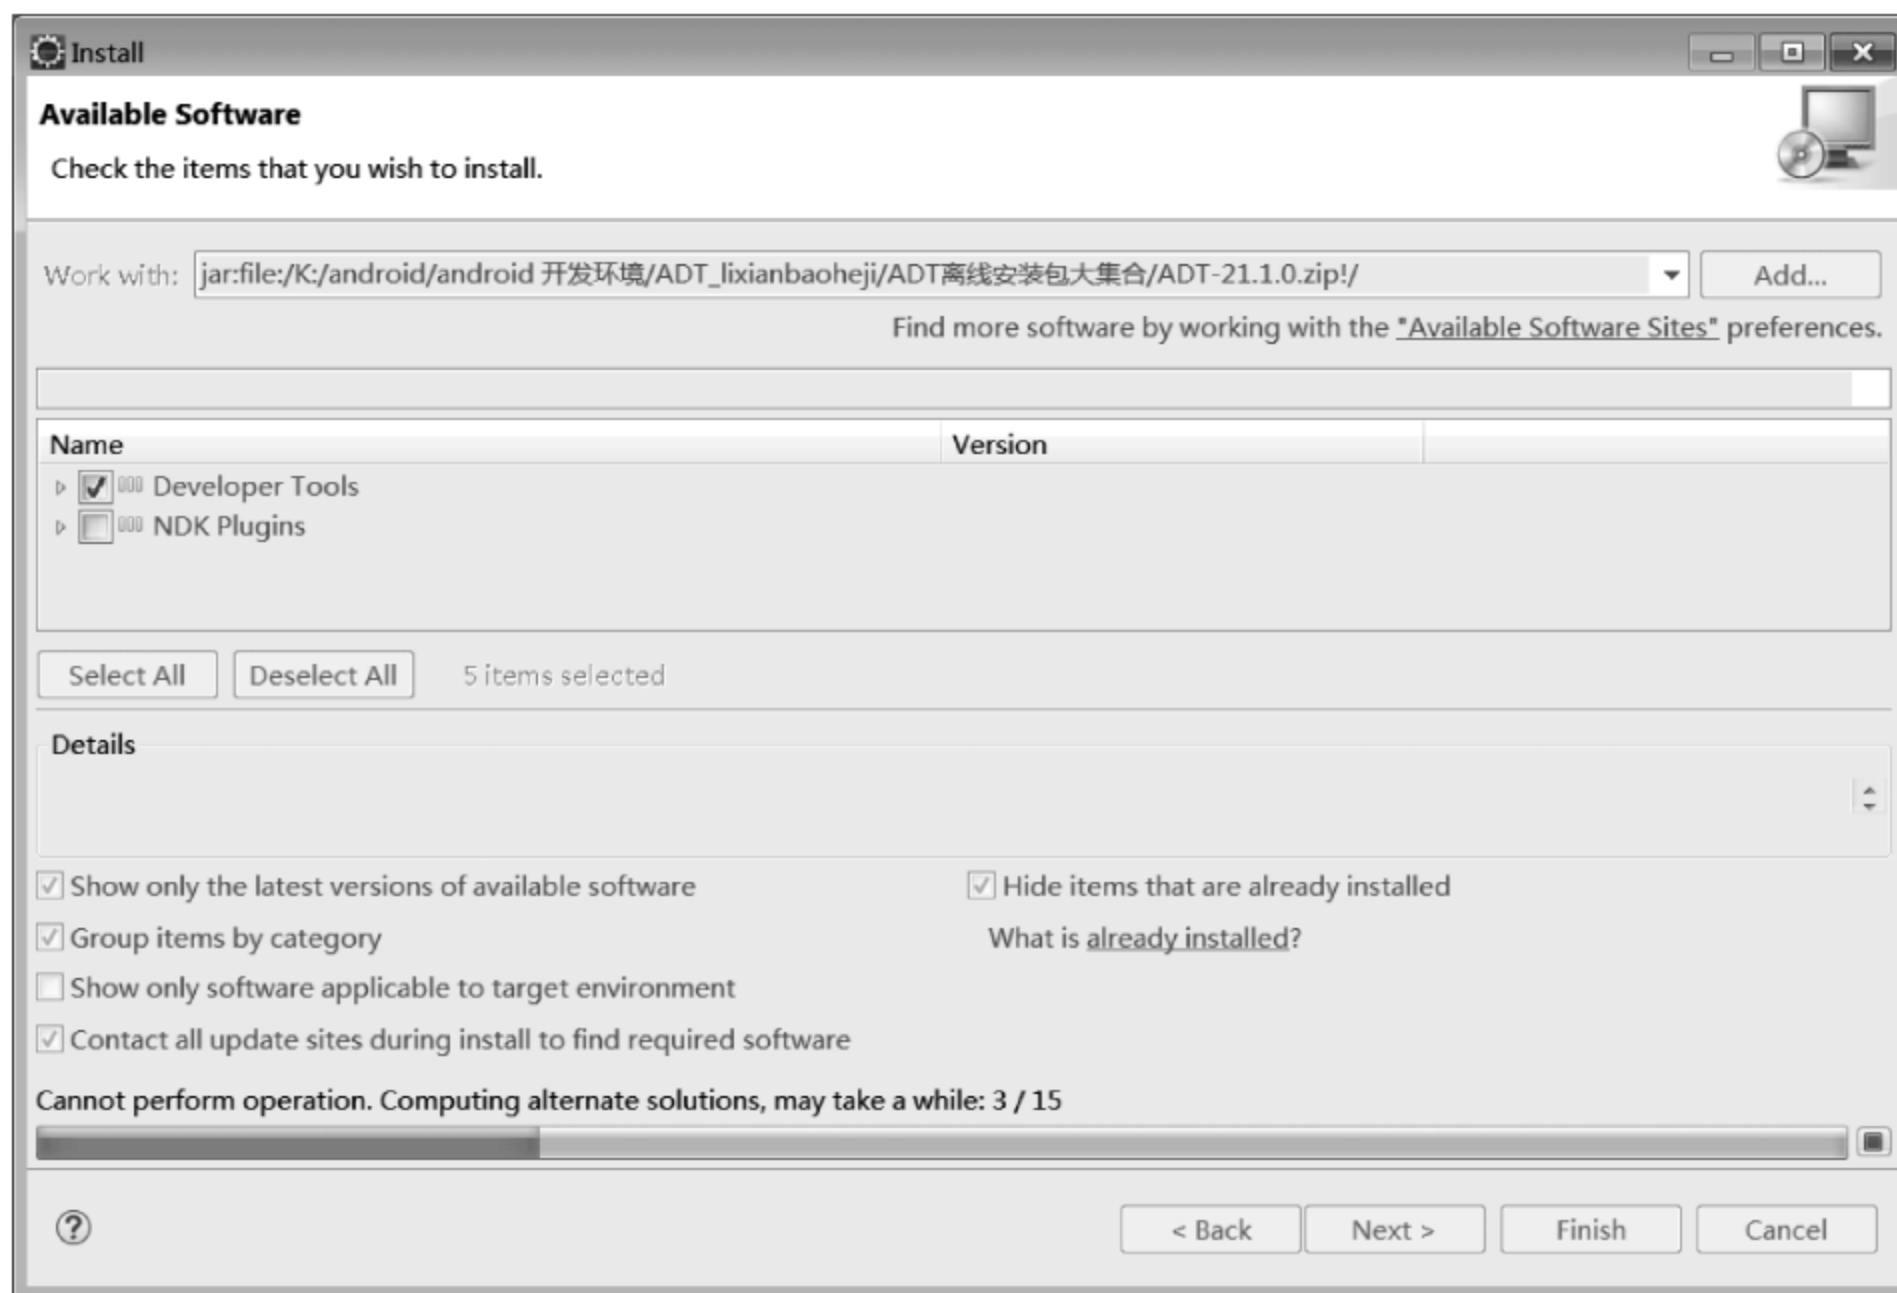 Install
Available Software
Check the items that you wish to install.
Work with: jar:file:/K:/android/android 开发环境/ADT_lixianbaoheji/ADT离线安装包大集合/ADT-21.1.0.zip!/ Add...
Find more software by working with the "Available Software Sites" preferences.
Name Version
Developer Tools
NDK Plugins
Select All Deselect All 5 items selected
Details
Show only the latest versions of available software Hide items that are already installed
Group items by category What is already installed?
Show only software applicable to target environment
Contact all update sites during install to find required software
Cannot perform operation. Computing alternate solutions, may take a while: 3 / 15
? < Back Next > Finish Cancel